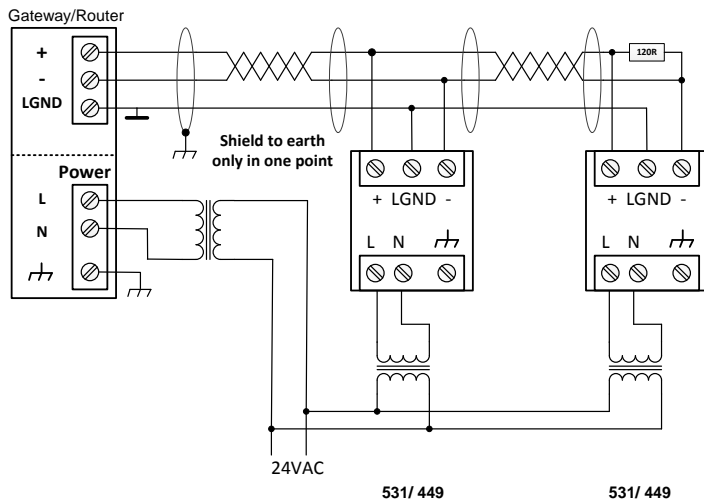 Gateway/Router
+
-
LGND
120R
Shield to earth
only in one point
Power
L
N
+ LGND -
L N
+ LGND -
L N
24VAC
531/ 449
531/ 449